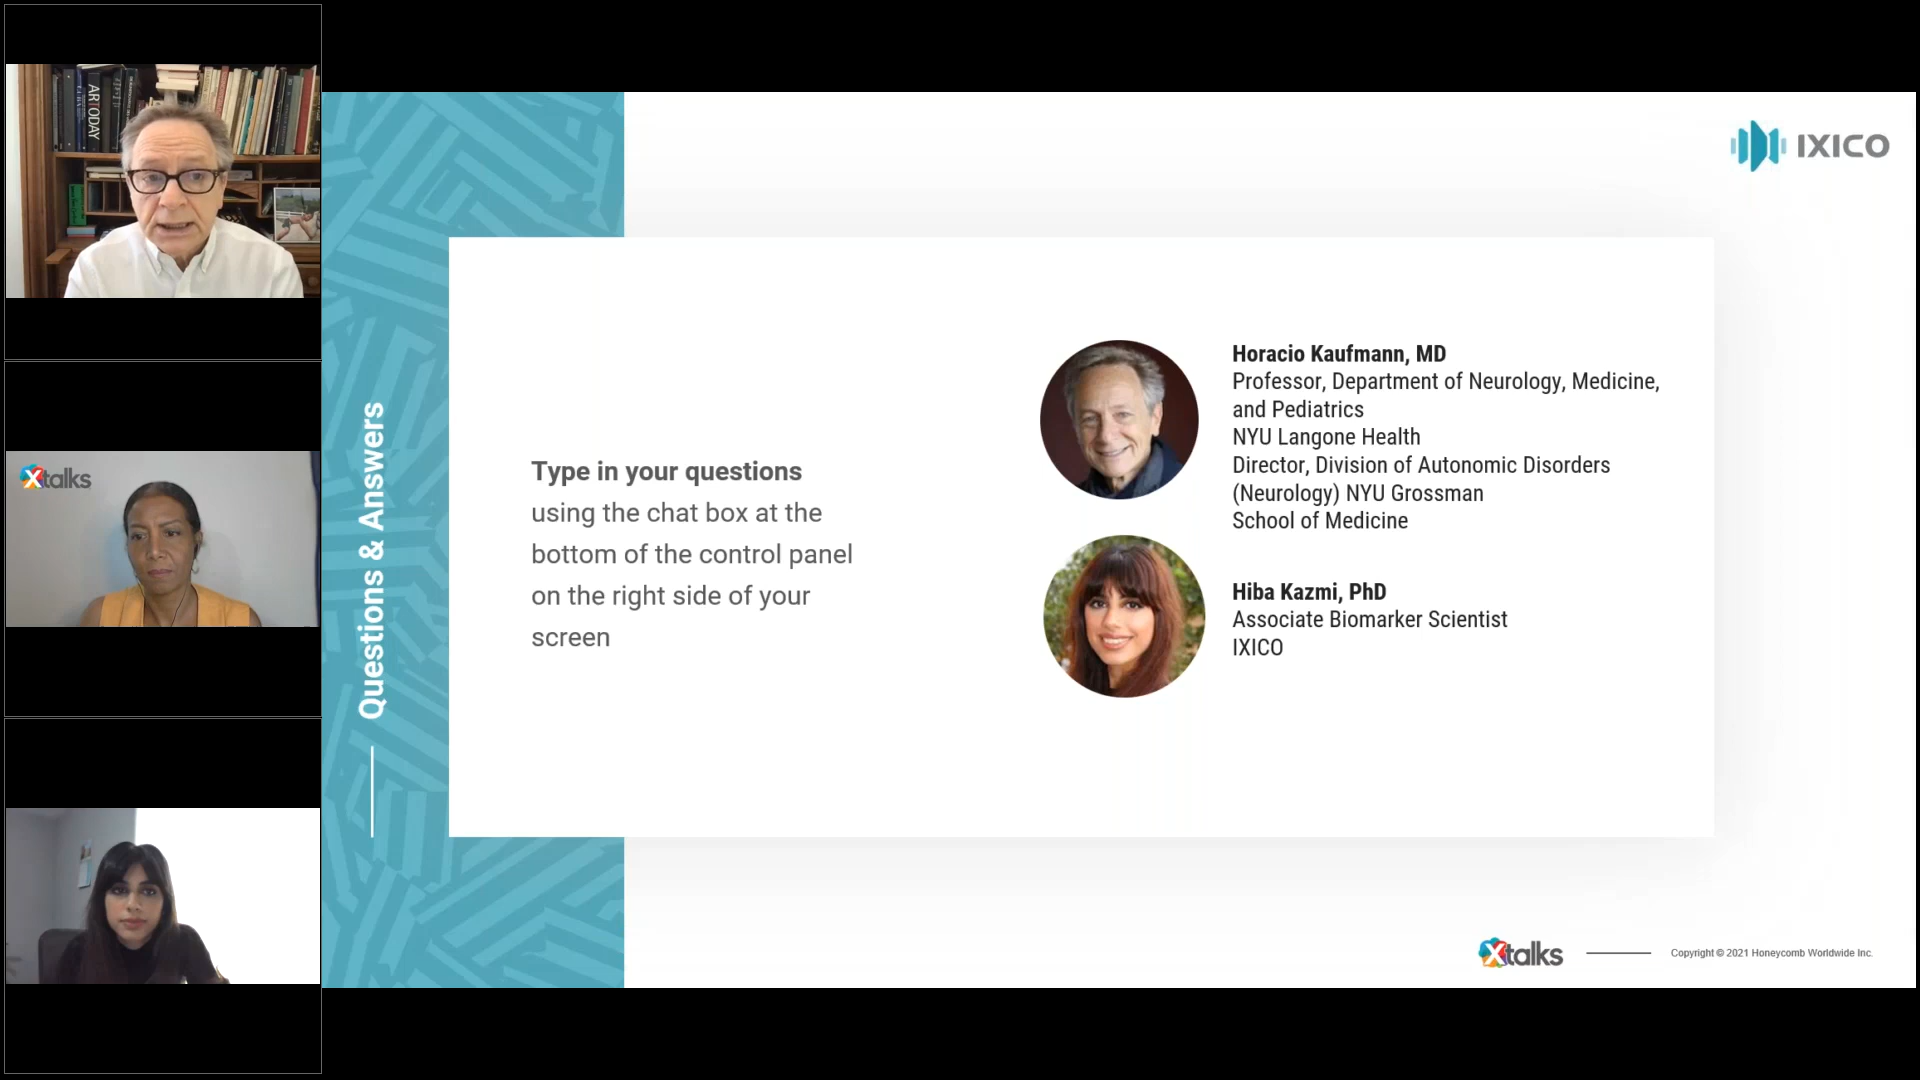 ARTODAY
Xtalks
Questions & Answers
Type in your questions
using the chat box at the
bottom of the control panel
on the right side of your
screen
IXICO
Horacio Kaufmann, MD
Professor, Department of Neurology, Medicine,
and Pediatrics
NYU Langone Health
Director, Division of Autonomic Disorders
(Neurology) NYU Grossman
School of Medicine
Hiba Kazmi, PhD
Associate Biomarker Scientist
IXICO
Xtalks
Copyright © 2021 Honeycomb Worldwide Inc.